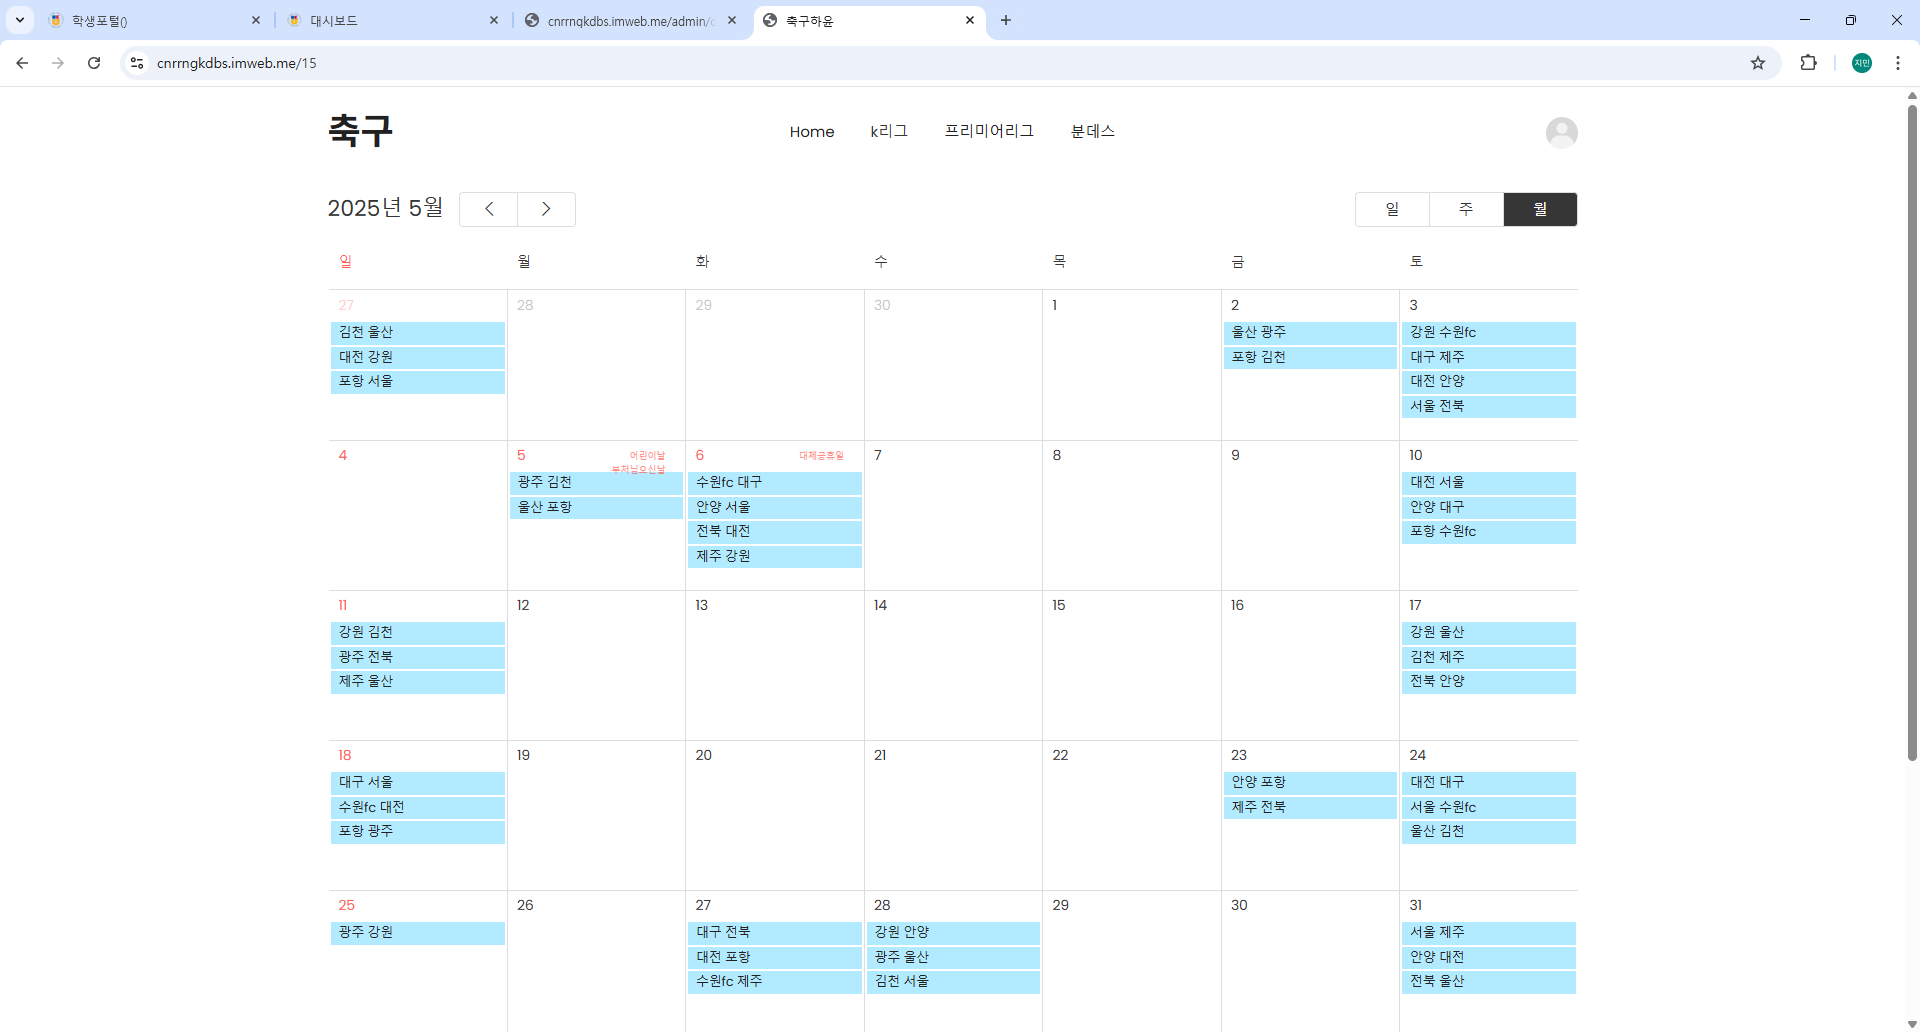 학생포털()
대시보드
cnrrngkdbs.imweb.me/admin/c
축구하윤
cnrrngkdbs.imweb.me/15
지민
축구
Home
k리그
프리미어리그
분데스
2025년 5월
일
주
월
일
월
화
수
목
금
토
27
28
29
30
1
2
3
김천 울산
대전 강원
포항 서울
울산 광주
포항 김천
강원 수원fc
대구 제주
대전 안양
서울 전북
4
5
어린이날
부처님오신날
6
대체공휴일
7
8
9
10
광주 김천
울산 포항
수원fc 대구
안양 서울
전북 대전
제주 강원
대전 서울
안양 대구
포항 수원fc
11
12
13
14
15
16
17
강원 김천
광주 전북
제주 울산
강원 울산
김천 제주
전북 안양
18
19
20
21
22
23
24
대구 서울
수원fc 대전
포항 광주
안양 포항
제주 전북
대전 대구
서울 수원fc
울산 김천
25
26
27
28
29
30
31
광주 강원
대구 전북
대전 포항
수원fc 제주
강원 안양
광주 울산
김천 서울
서울 제주
안양 대전
전북 울산